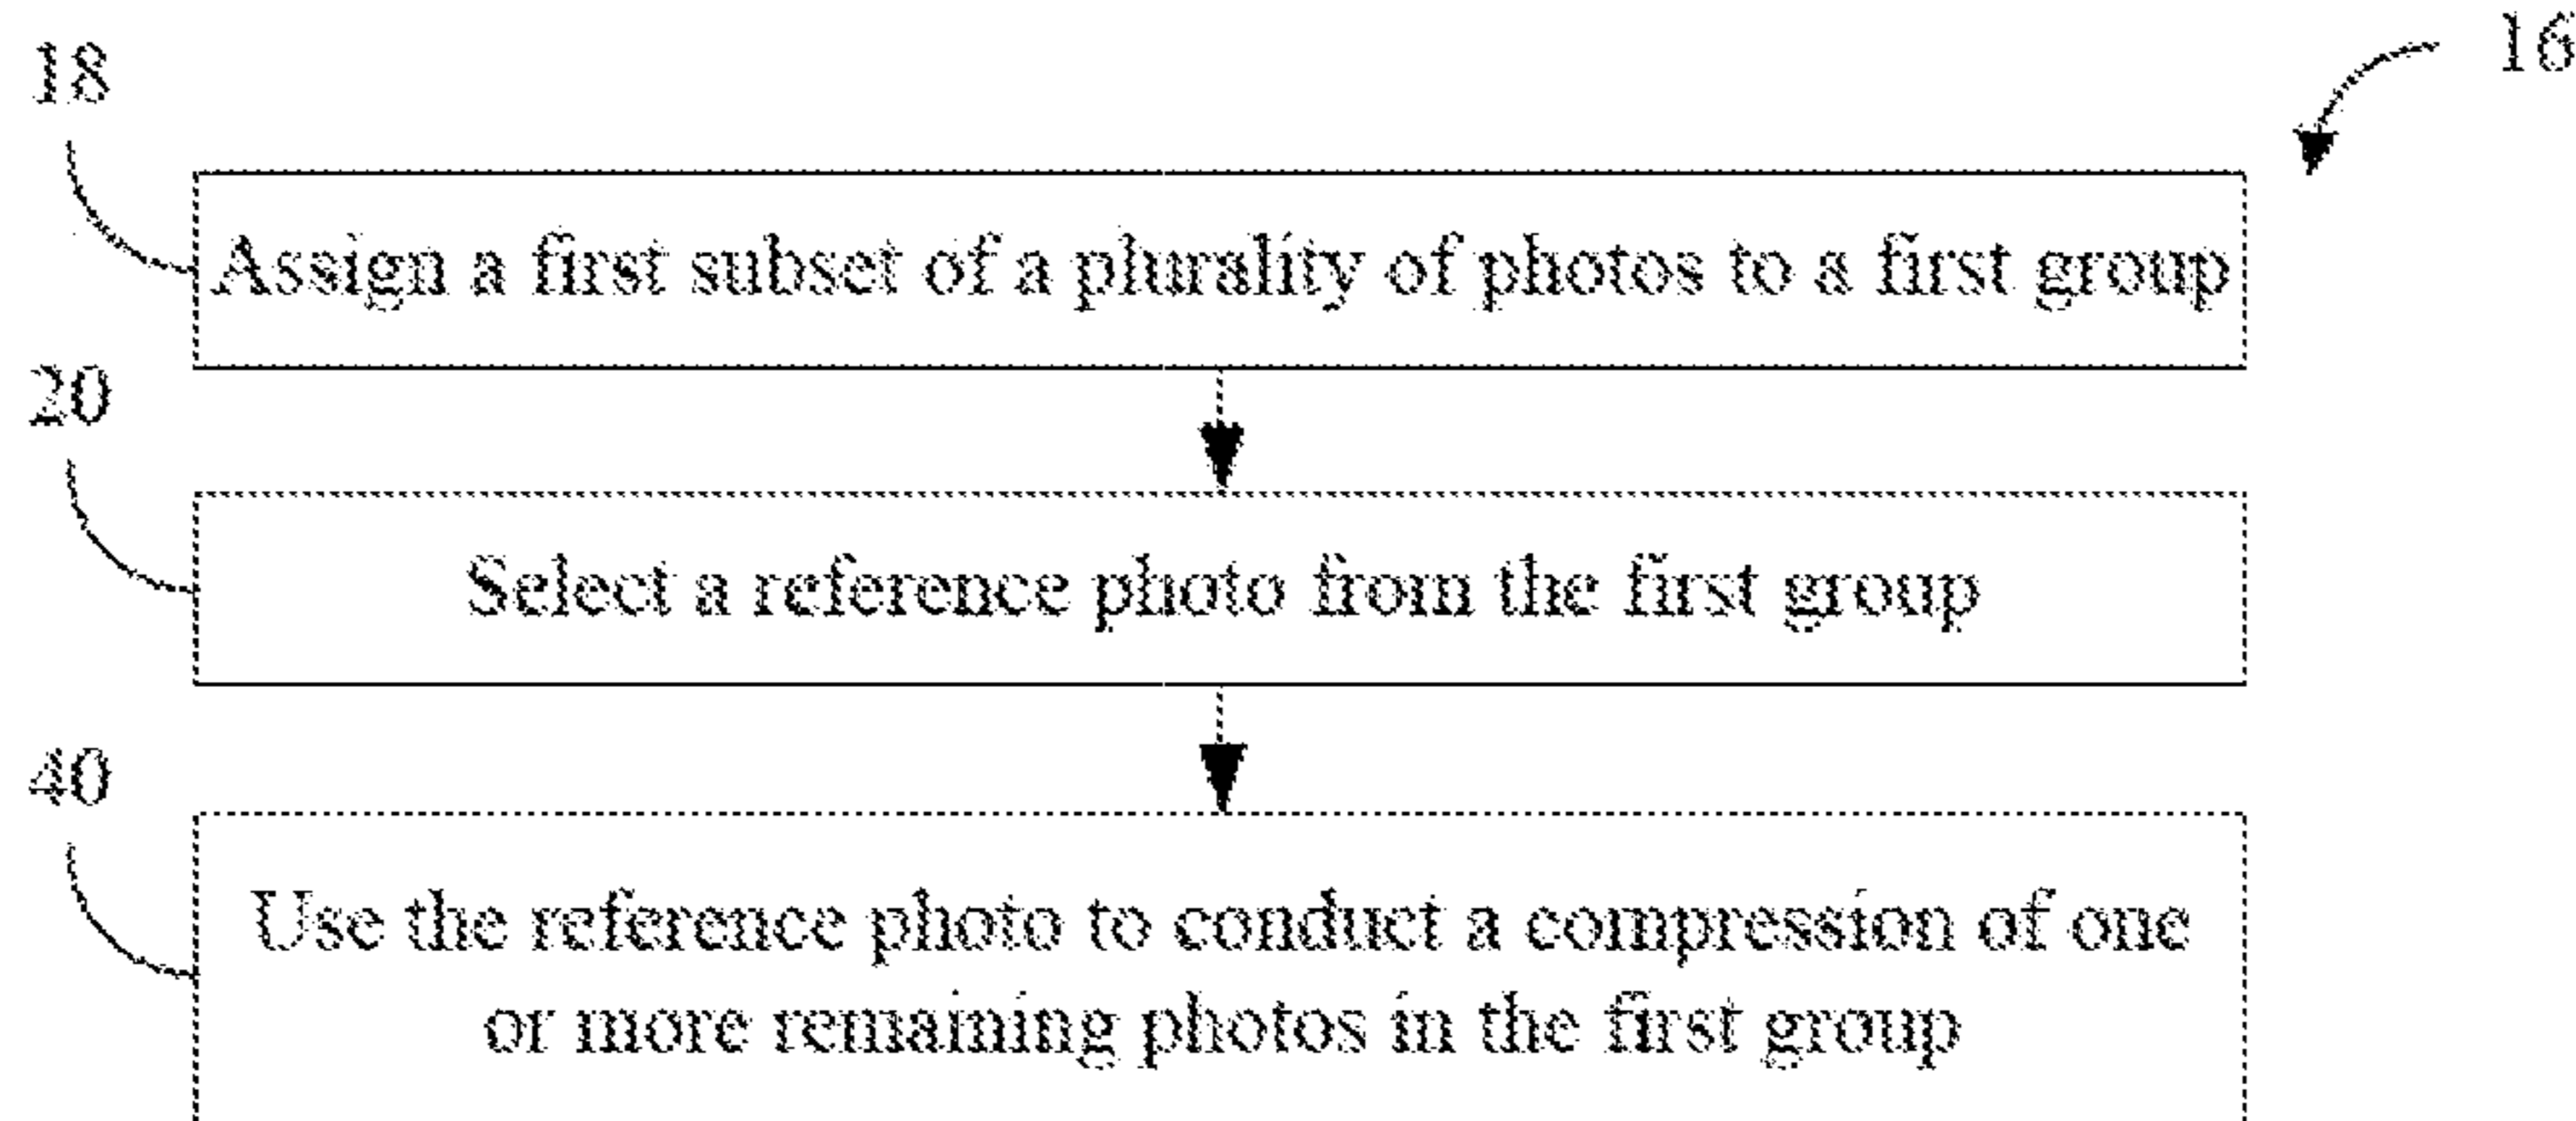 18
16
Assign a first subset of a plurality of photos to a first group
20
Select a reference photo from the first group
40
Use the reference photo to conduct a compression of one
or more remaining photos in the first group